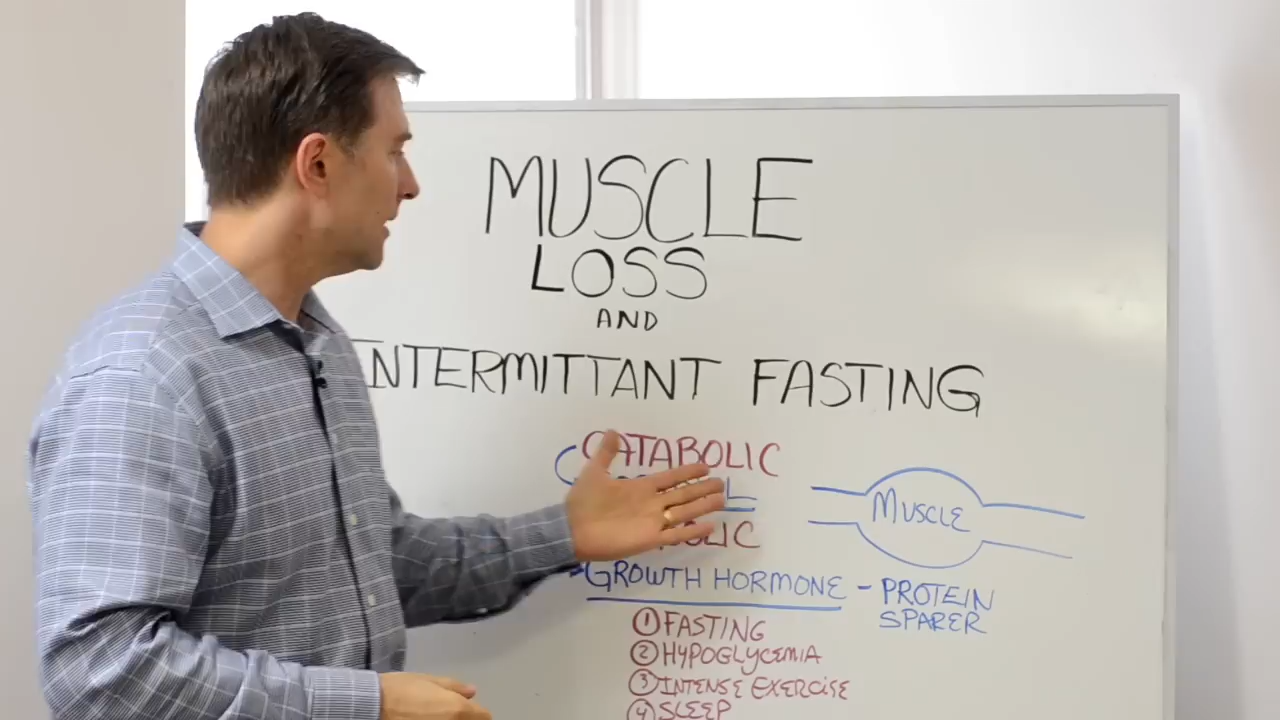 MUSCLE
LOSS
AND
INTERMITTANT FASTING
CATABOLIC
MUSCLE
GROWTH HORMONE - PROTEIN
SPARER
① FASTING
② HYPOGLYCEMIA
③ INTENSE EXERCISE
④ SLEEP